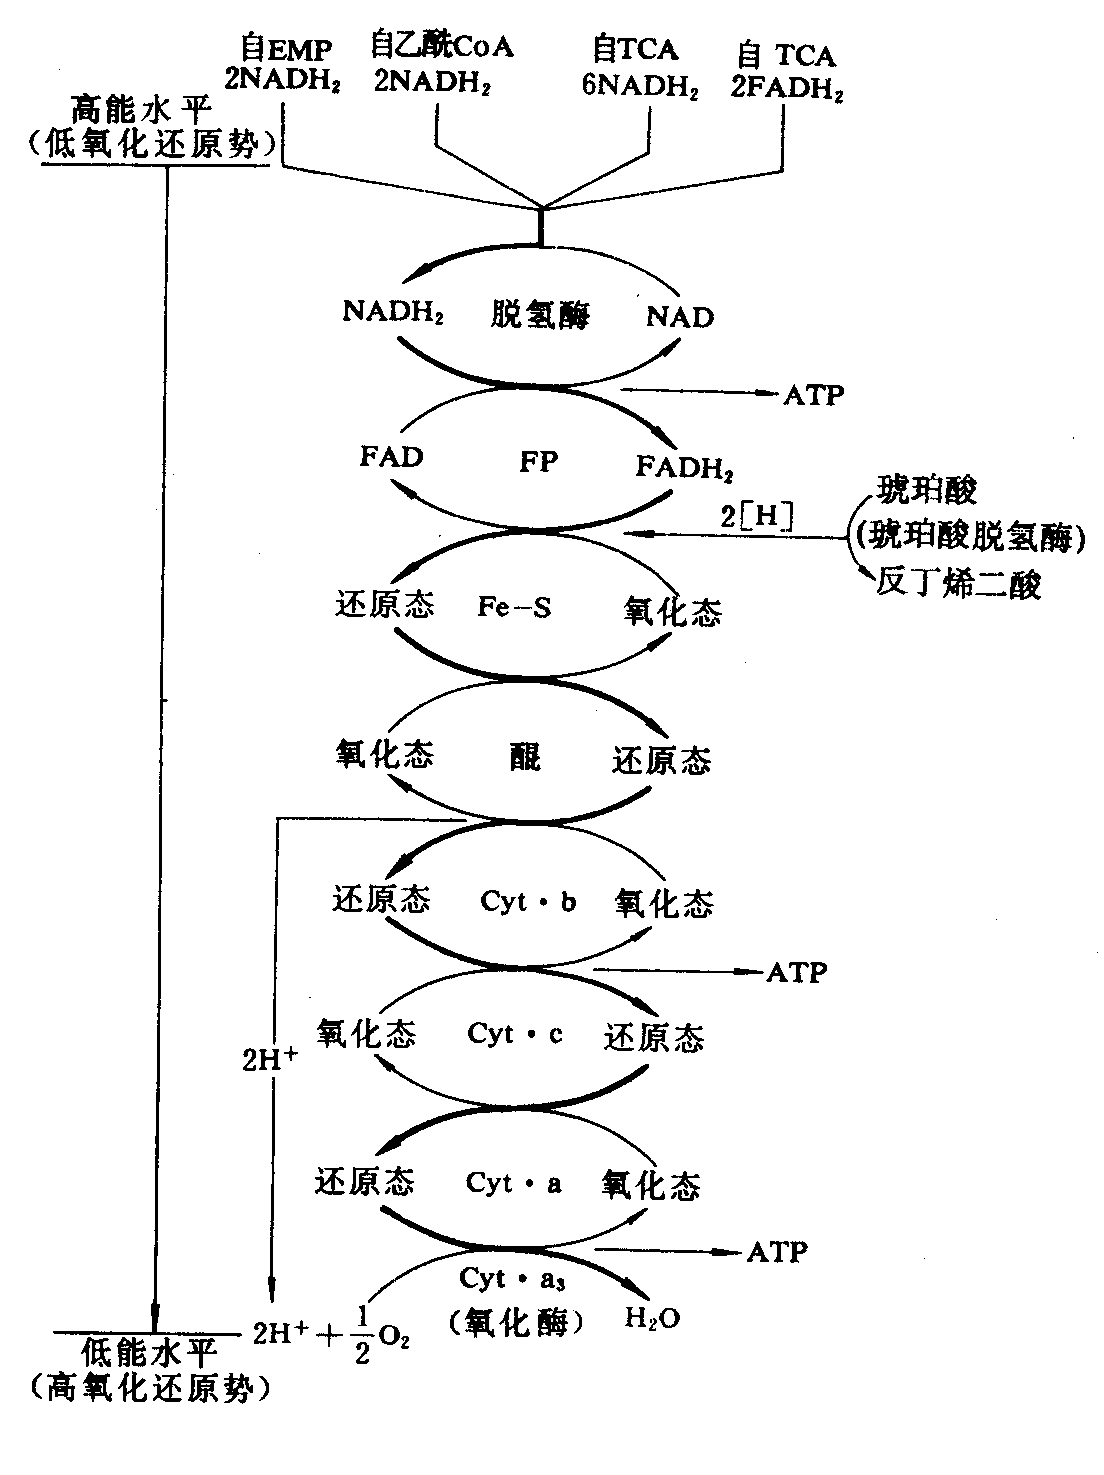 自EMP
2NADH₂
自乙酰CoA
2NADH₂
自TCA
6NADH₂
自 TCA
2FADH₂
高能水平
(低氧化还原势)
NADH₂ 脱氢酶 NAD
ATP
FAD FP FADH₂
琥珀酸
2[H]
(琥珀酸脱氢酶)
反丁烯二酸
还原态 Fe-S 氧化态
氧化态 醌 还原态
还原态 Cyt·b 氧化态
ATP
氧化态 Cyt·c 还原态
2H⁺
还原态 Cyt·a 氧化态
ATP
Cyt·a₃
(氧化酶)
H₂O
2H⁺+1/2O₂
低能水平
(高氧化还原势)